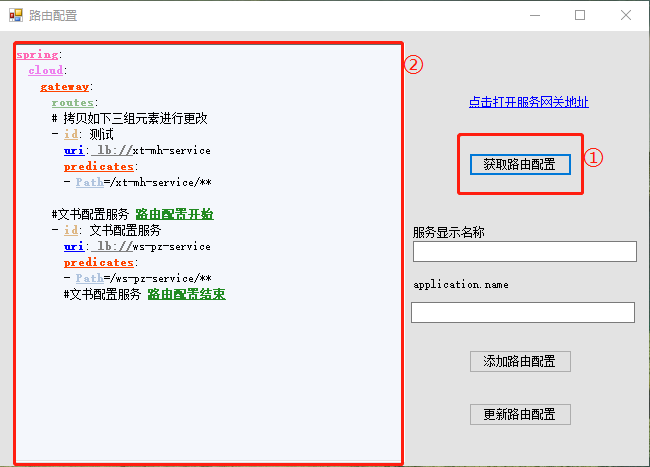 路由配置
spring:
cloud:
gateway:
routes:
# 拷贝如下三组元素进行更改
- id: 测试
uri: lb://xt-mh-service
predicates:
- Path=/xt-mh-service/**
#文书配置服务 路由配置开始
- id: 文书配置服务
uri: lb://ws-pz-service
predicates:
- Path=/ws-pz-service/**
#文书配置服务 路由配置结束
②
点击打开服务网关地址
获取路由配置
①
服务显示名称
application.name
添加路由配置
更新路由配置